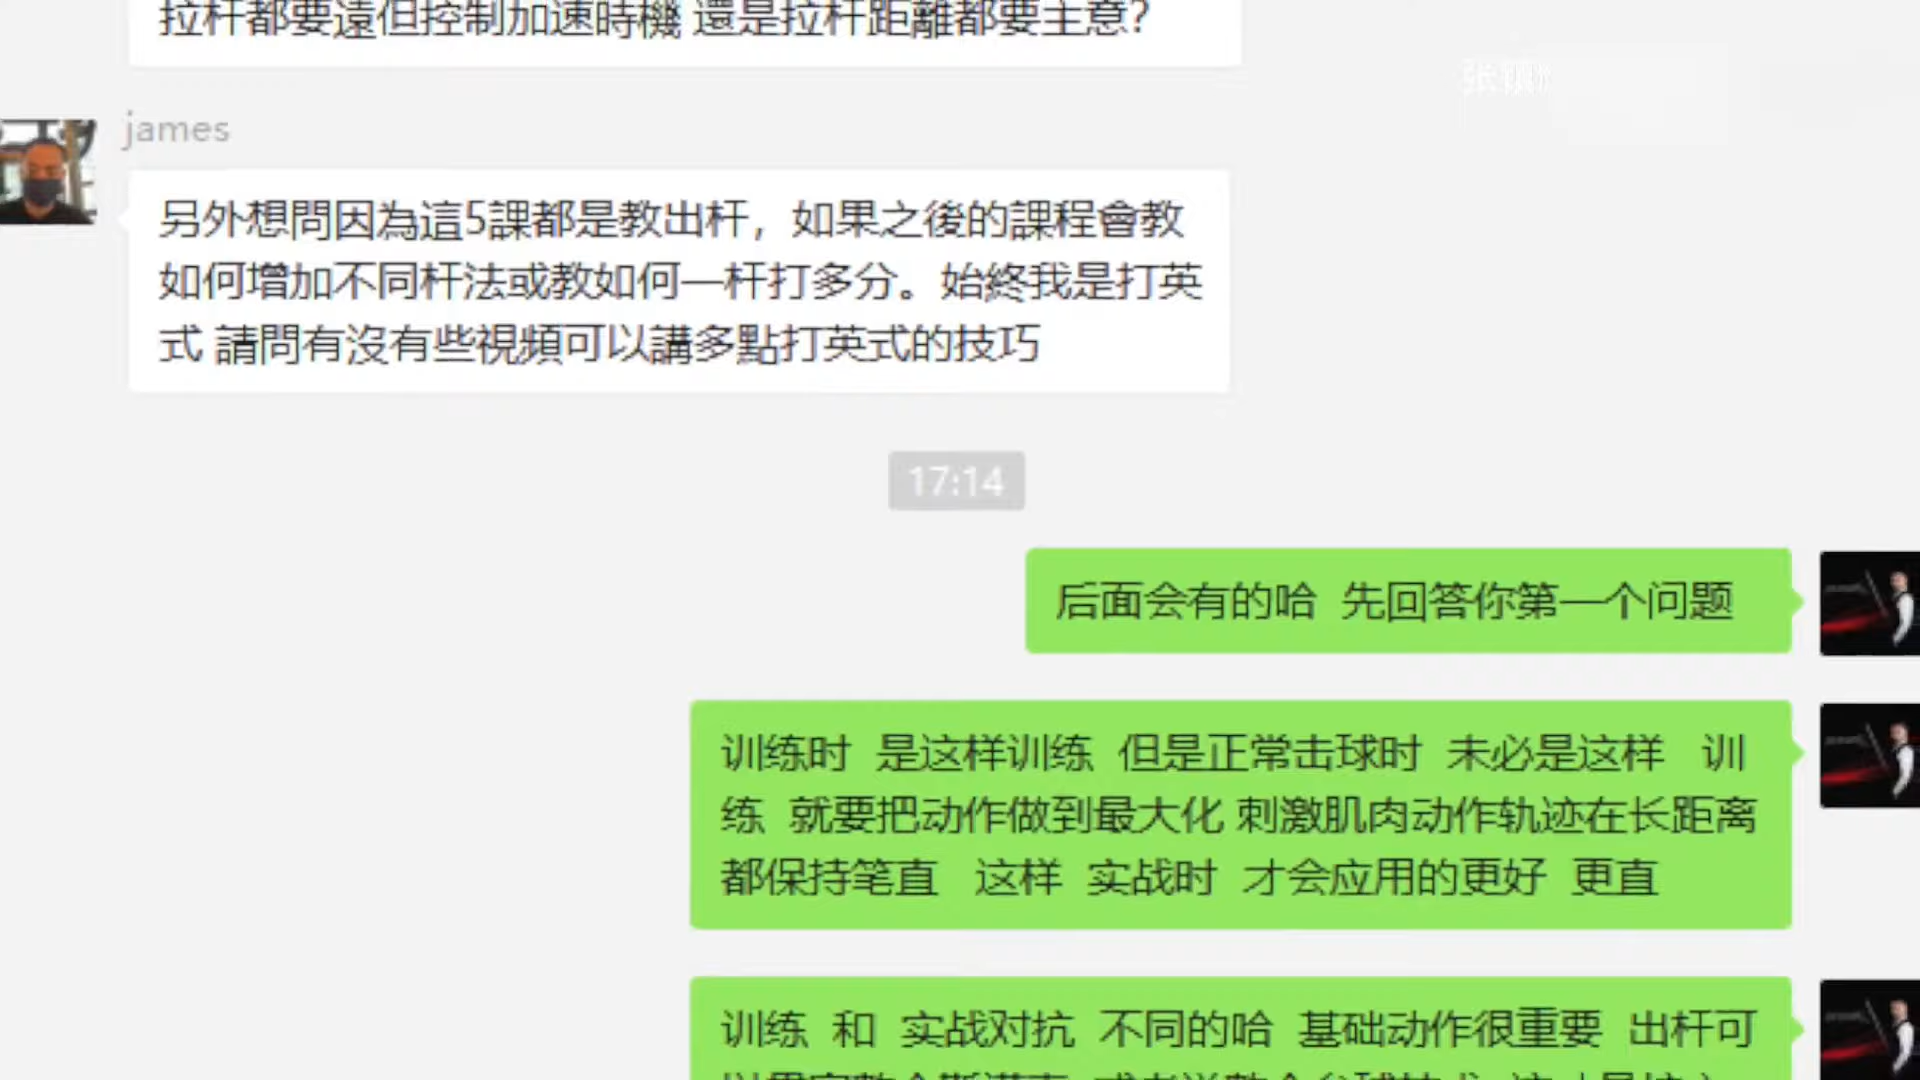 拉杆都要遠但控制加速時機 還是拉杆距離都要主意?
张颖
james
另外想問因為這5課都是教出杆，如果之後的課程會教
如何增加不同杆法或教如何一杆打多分。始終我是打英
式 請問有沒有些視頻可以講多點打英式的技巧
17:14
后面会有的哈 先回答你第一个问题
训练时 是这样训练 但是正常击球时 未必是这样 训
练 就要把动作做到最大化 刺激肌肉动作轨迹在长距离
都保持笔直 这样 实战时 才会应用的更好 更直
训练 和 实战对抗 不同的哈 基础动作很重要 出杆可